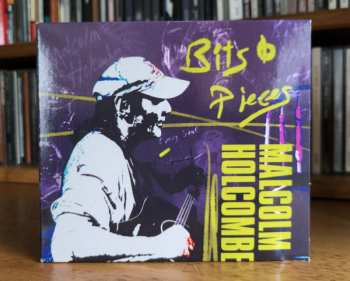 Bits &
Pieces
MALCOLM
HOLCOMBE